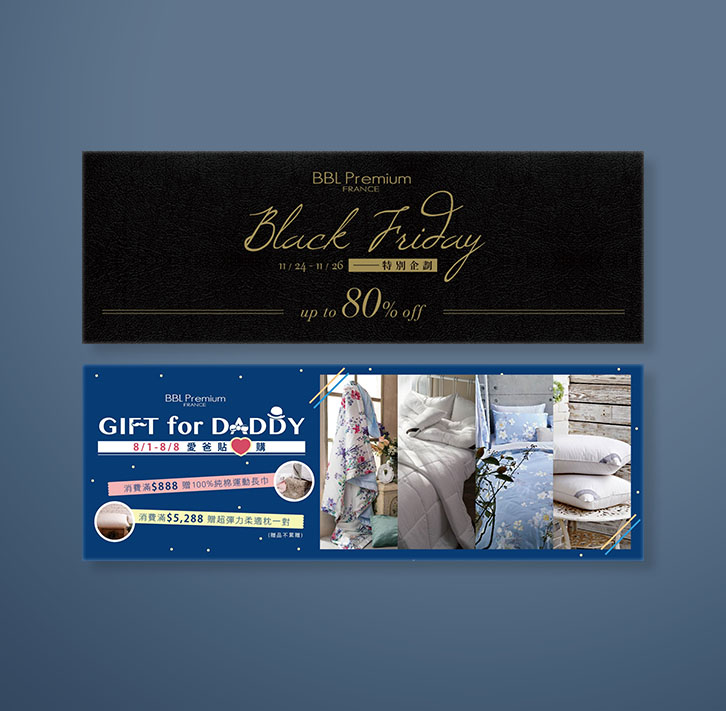 BBL Premium
FRANCE
Black Friday
11 / 24 - 11 / 26 特別企劃
up to 80% off
BBL Premium
FRANCE
GIFT for DADDY
8/1-8/8 愛爸貼 購
消費滿$888 贈100%純棉運動長巾
消費滿$5,288 贈超彈力柔適枕一對
(贈品不累贈)